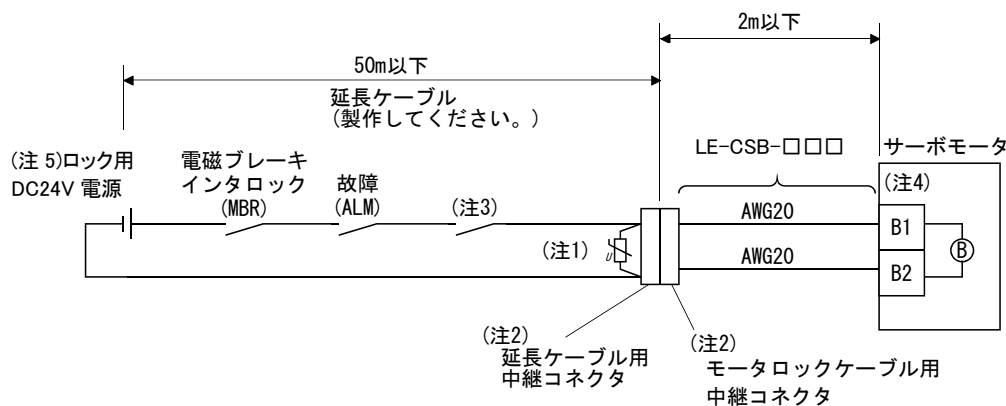 2m以下
50m以下
延長ケーブル
(製作してください。)
LE-CSB-□□□
サーボモータ
(注 5)ロック用
DC24V 電源
電磁ブレーキ
インタロック
(MBR)
故障
(ALM)
(注3)
(注1)
U
AWG20
AWG20
(注4)
B1
B2
B
(注2)
延長ケーブル用
中継コネクタ
(注2)
モータロックケーブル用
中継コネクタ